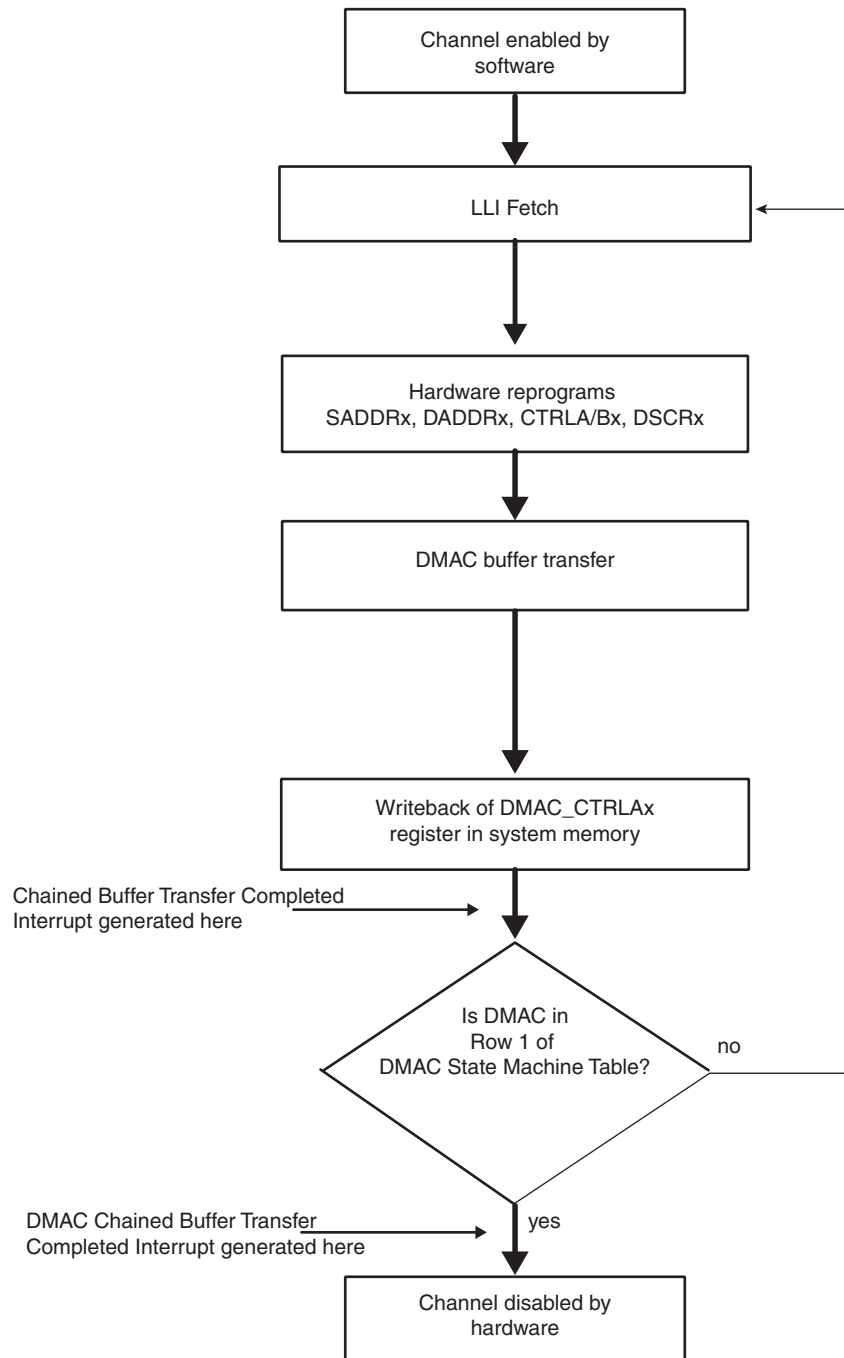 Channel enabled by
software
LLI Fetch
Hardware reprograms
SADDRx, DADDRx, CTRLA/Bx, DSCRx
DMAC buffer transfer
Writeback of DMAC_CTRLAx
register in system memory
Chained Buffer Transfer Completed
Interrupt generated here
Is DMAC in
Row 1 of
DMAC State Machine Table?
no
DMAC Chained Buffer Transfer
Completed Interrupt generated here
yes
Channel disabled by
hardware